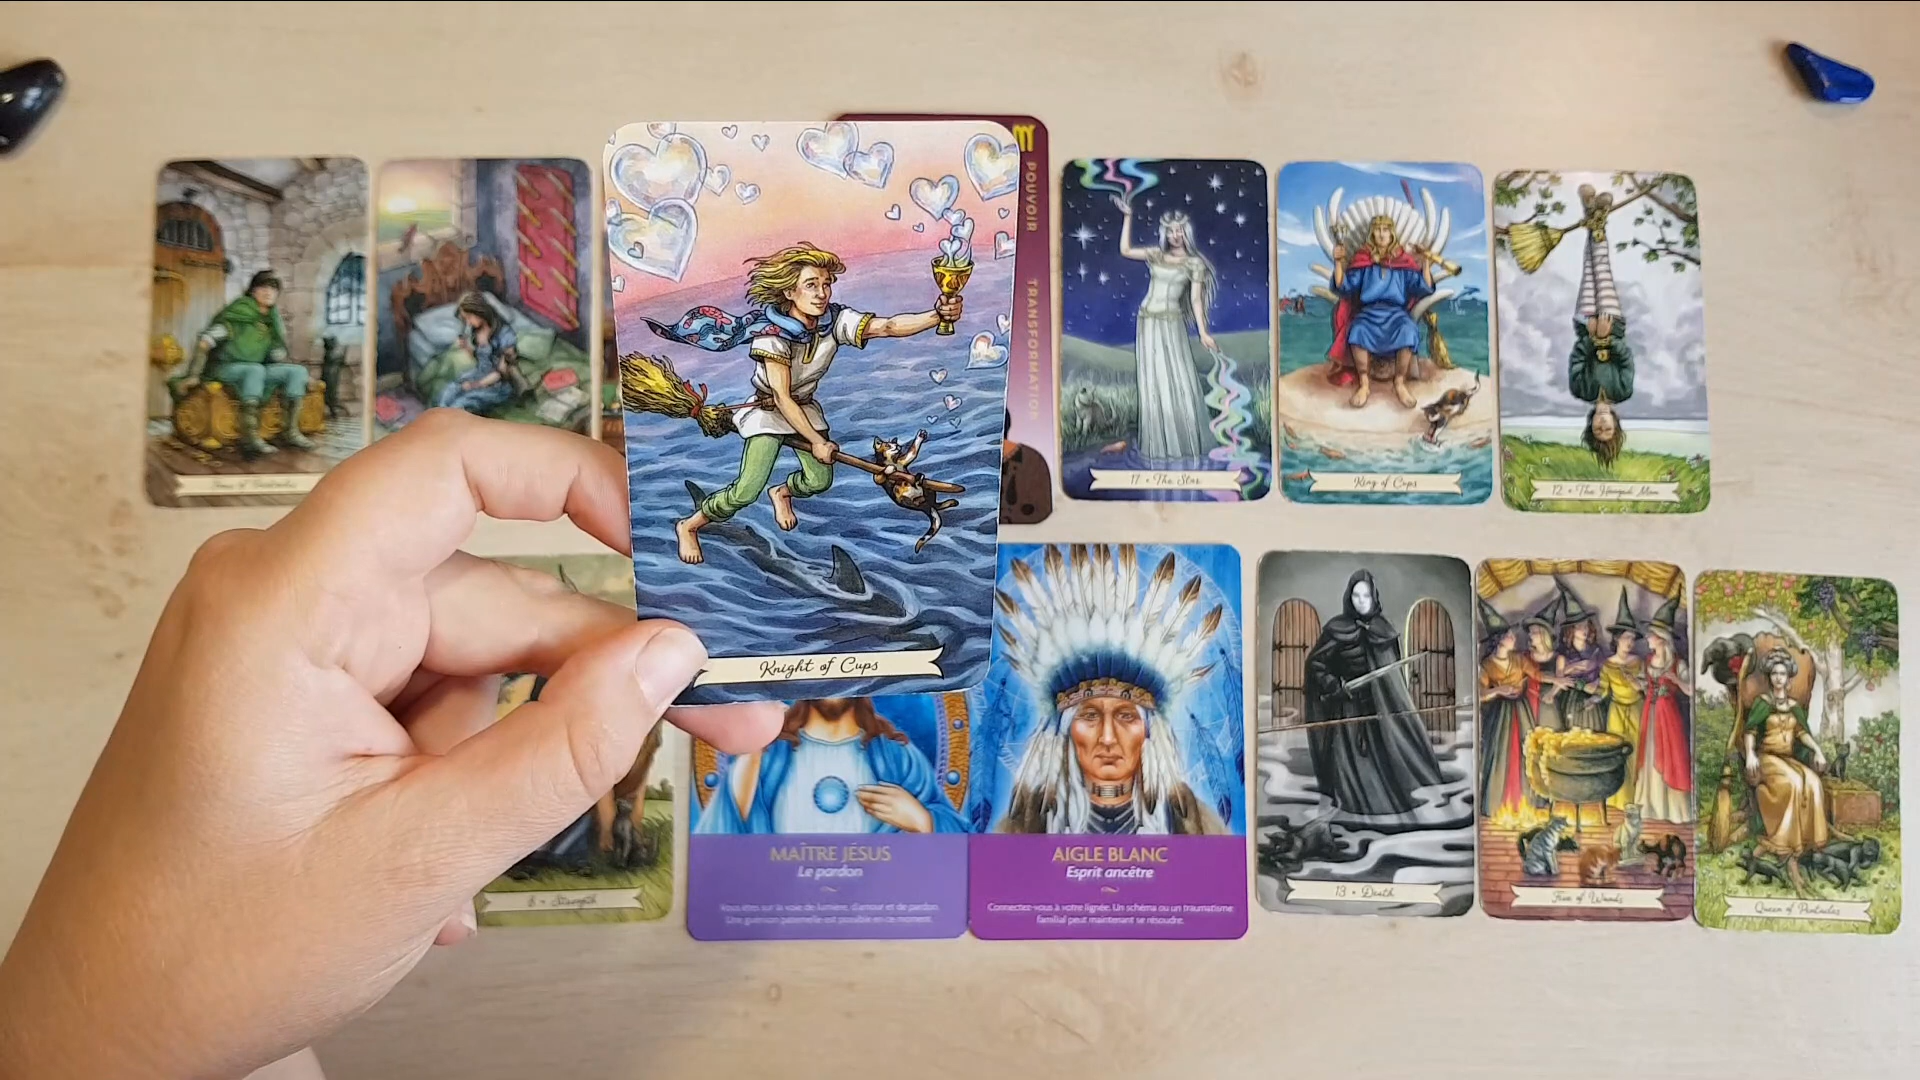 POUVOIR
TRANSFORMATION
17 • The Star
King of Cups
12 • The Hanged Man
Knight of Cups
8 • Strength
MAÎTRE JÉSUS
Le pardon
Vous êtes sur la voie de lumière, d'amour et de pardon.
Une guérison paternelle est possible en ce moment.
AIGLE BLANC
Esprit ancêtre
Connectez-vous à votre lignée. Un schéma ou un traumatisme
familial peut maintenant se résoudre.
13 • Death
of Wands
Queen of Pentacles